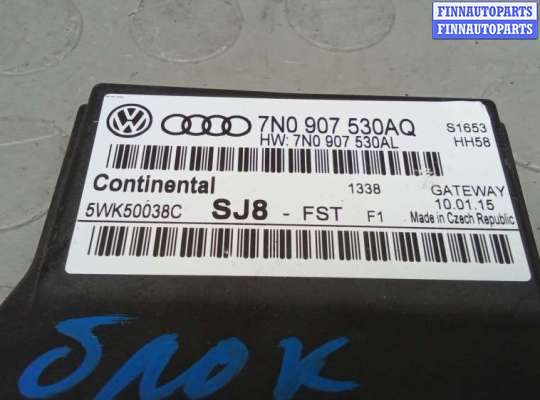 FINNAUTOPARTS
FINNAUTOPARTS
7N0 907 530AQ
S1653
HW: 7N0 907 530AL
HH58
Continental
1338
GATEWAY
5WK50038C
SJ8 - FST F1
10.01.15
Made in Czech Republic
блок